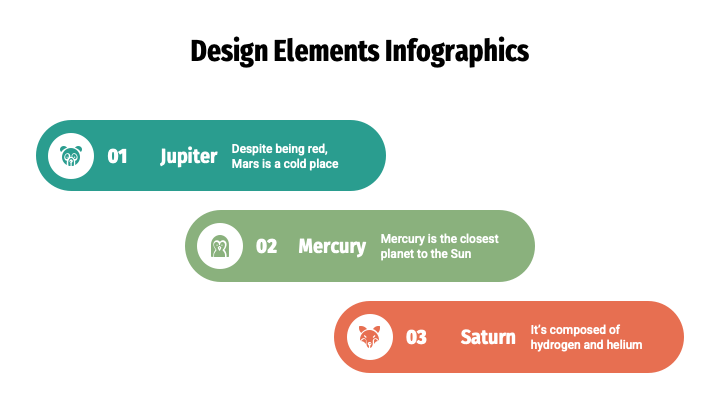 Design Elements Infographics
01 Jupiter
Despite being red,
Mars is a cold place
02 Mercury
Mercury is the closest
planet to the Sun
03 Saturn
It's composed of
hydrogen and helium